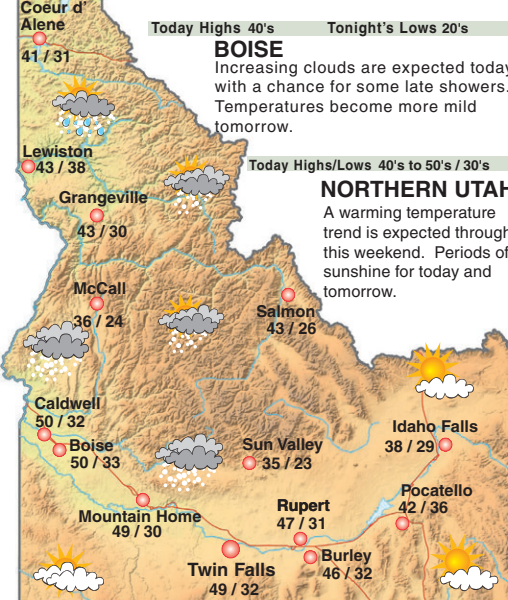 Coeur d'
Alene
41 / 31
Today Highs 40's Tonight's Lows 20's
BOISE
Increasing clouds are expected today
with a chance for some late showers.
Temperatures become more mild
tomorrow.
Lewiston
43 / 38
Today Highs/Lows 40's to 50's / 30's
NORTHERN UTAH
A warming temperature
trend is expected through
this weekend. Periods of
sunshine for today and
tomorrow.
Grangeville
43 / 30
McCall
36 / 24
Salmon
43 / 26
Caldwell
50 / 32
Boise
50 / 33
Sun Valley
35 / 23
Idaho Falls
38 / 29
Pocatello
42 / 36
Mountain Home
49 / 30
Rupert
47 / 31
Burley
46 / 32
Twin Falls
49 / 32